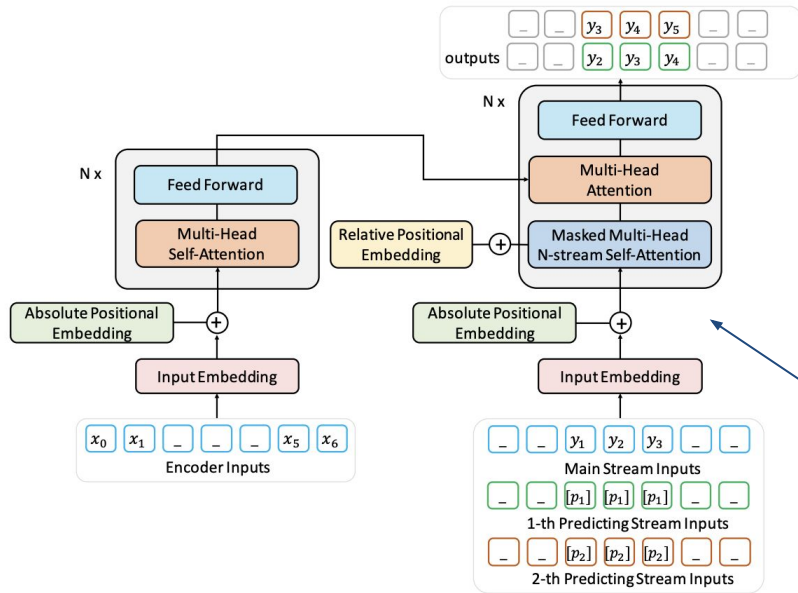 _ _ y₃ y₄ y₅ _ _
outputs _ _ y₂ y₃ y₄ _ _
N x
Feed Forward
Multi-Head
Attention
Masked Multi-Head
N-stream Self-Attention
Relative Positional
Embedding
+
Absolute Positional
Embedding
+
Input Embedding
N x
Feed Forward
Multi-Head
Self-Attention
Absolute Positional
Embedding
+
Input Embedding
x₀ x₁ _ _ _ x₅ x₆
Encoder Inputs
_ _ y₁ y₂ y₃ _ _
Main Stream Inputs
_ _ [p₁] [p₁] [p₁] _ _
1-th Predicting Stream Inputs
_ _ [p₂] [p₂] [p₂] _ _
2-th Predicting Stream Inputs